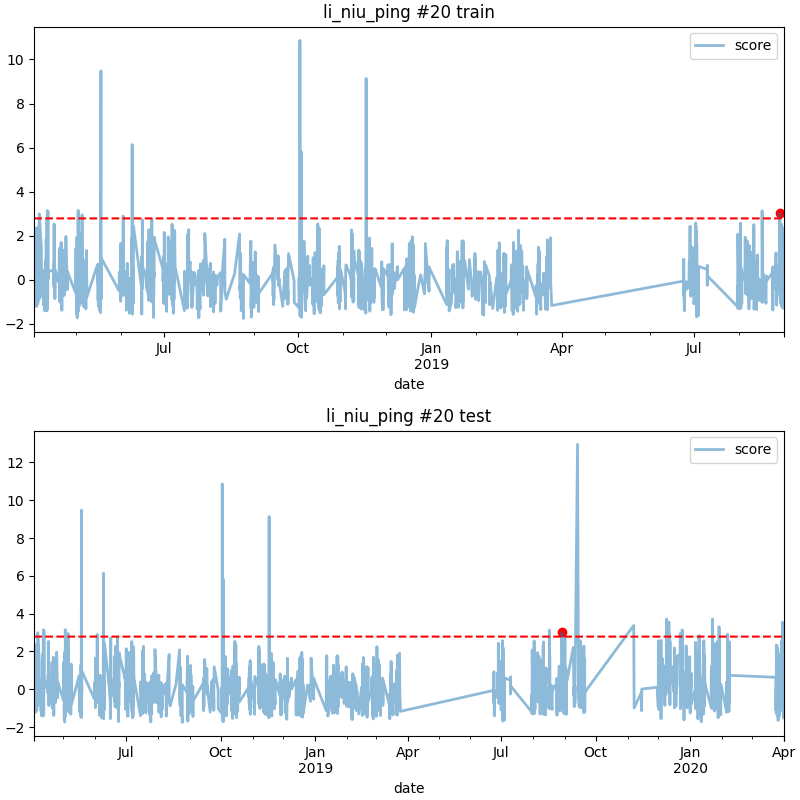 li_niu_ping #20 train
score
10
8
6
4
2
0
−2
Jul
Oct
Jan
2019
Apr
Jul
date
li_niu_ping #20 test
score
12
10
8
6
4
2
0
−2
Jul
Oct
Jan
2019
Apr
Jul
Oct
Jan
2020
Apr
date